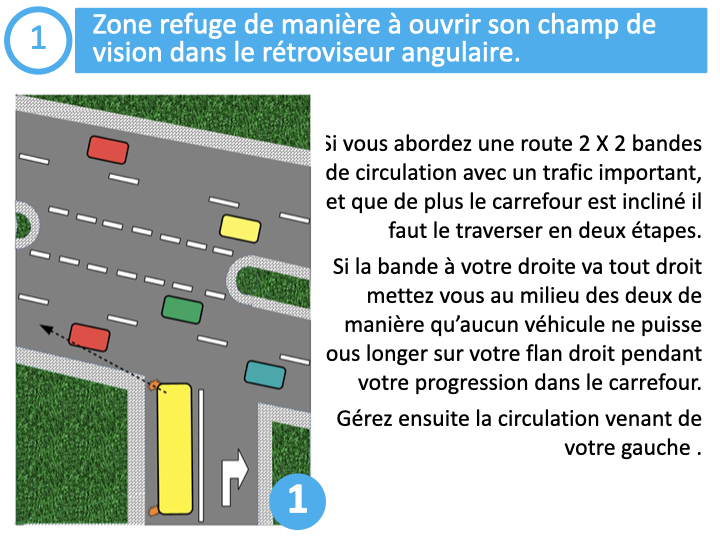 1
Zone refuge de manière à ouvrir son champ de
vision dans le rétroviseur angulaire.
Si vous abordez une route 2 X 2 bandes
de circulation avec un trafic important,
et que de plus le carrefour est incliné il
faut le traverser en deux étapes.
Si la bande à votre droite va tout droit
mettez vous au milieu des deux de
manière qu’aucun véhicule ne puisse
ous longer sur votre flan droit pendant
votre progression dans le carrefour.
Gérez ensuite la circulation venant de
votre gauche .
1